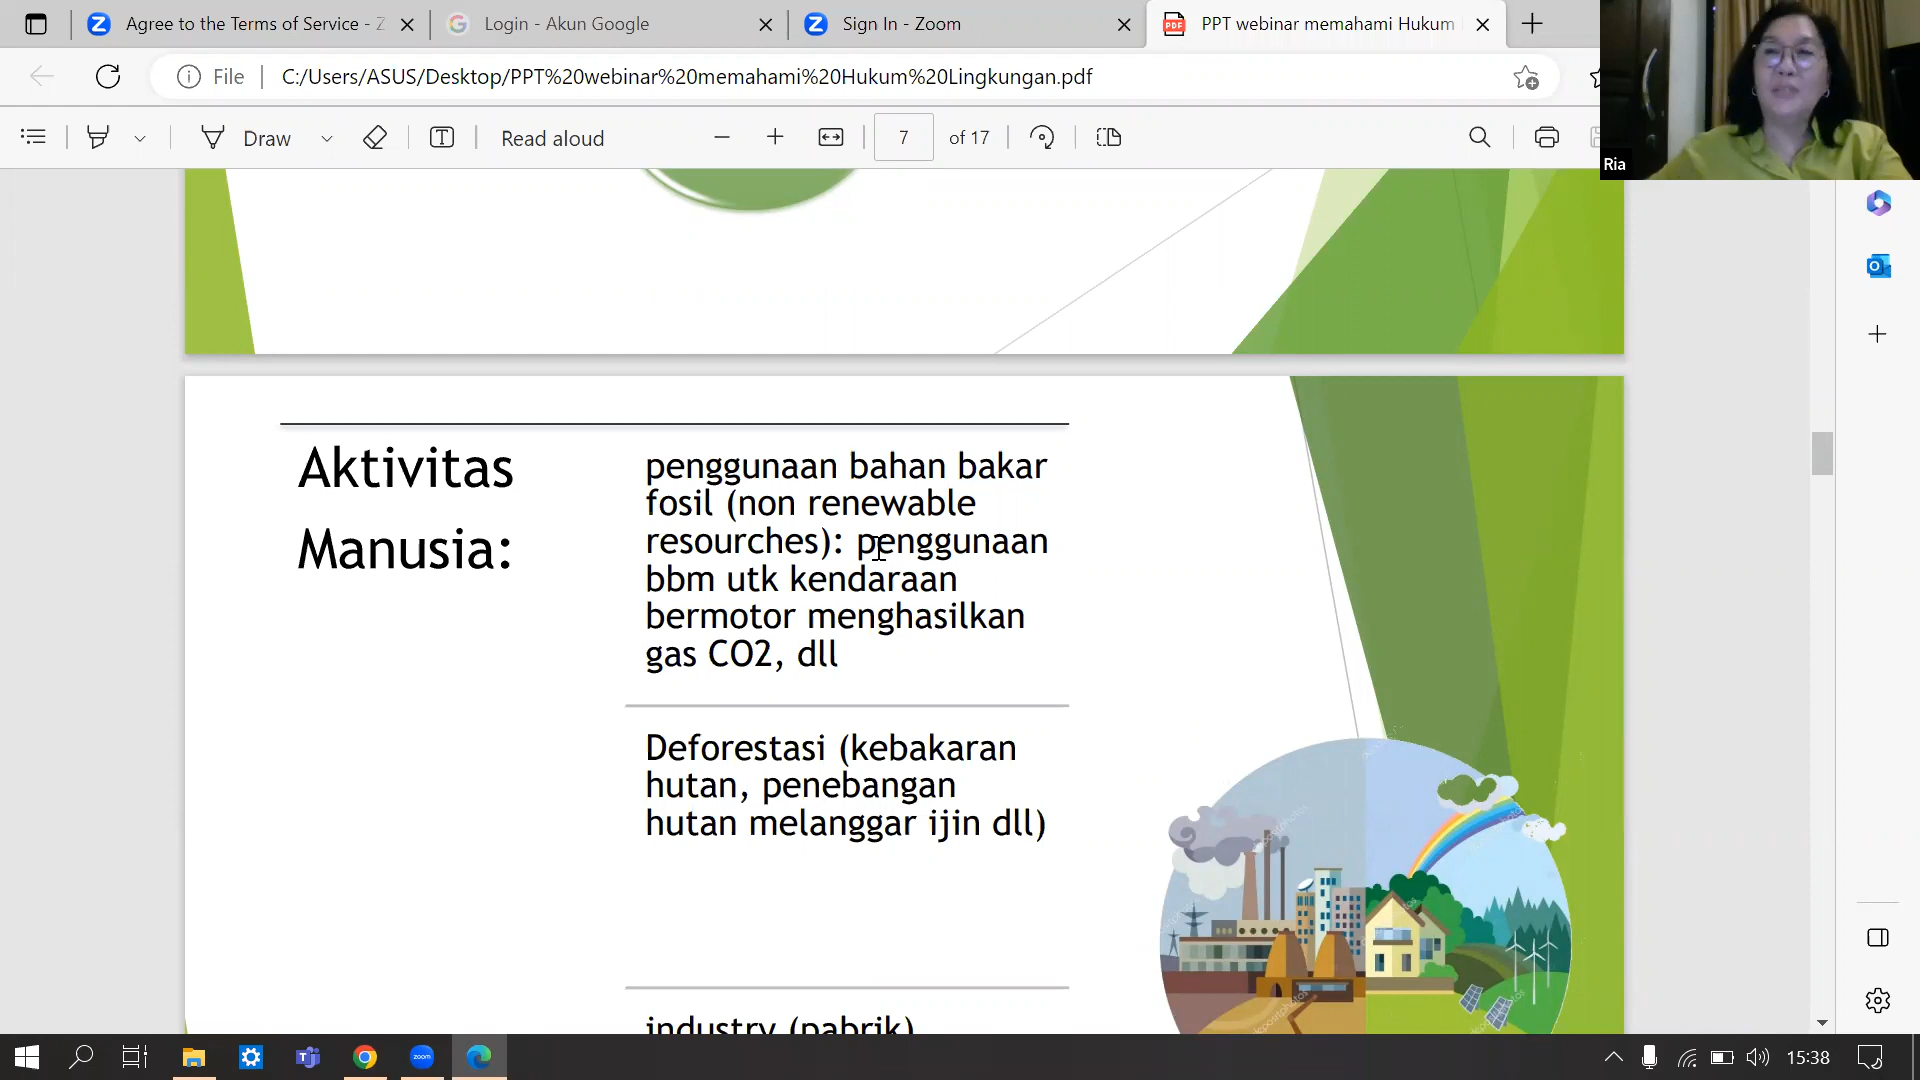 Agree to the Terms of Service - Z
Login - Akun Google
Sign In - Zoom
PPT webinar memahami Hukum
File
C:/Users/ASUS/Desktop/PPT%20webinar%20memahami%20Hukum%20Lingkungan.pdf
Draw
Read aloud
7
of 17
Ria
Aktivitas
Manusia:
penggunaan bahan bakar
fosil (non renewable
resourches): penggunaan
bbm utk kendaraan
bermotor menghasilkan
gas CO2, dll
Deforestasi (kebakaran
hutan, penebangan
hutan melanggar ijin dll)
industry (pabrik)
zoom
15:38